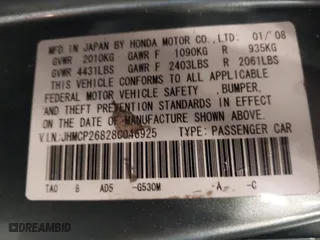 MFD. IN JAPAN BY HONDA MOTOR CO.,LTD: 01/'08
GVWR 2010KG GAWR F 1090KG R 935KG
GVWR 4431LBS GAWR F 2403LBS R 2061LBS
THIS VEHICLE CONFORMS TO ALL APPLICABLE
FEDERAL MOTOR VEHICLE SAFETY, BUMPER,
AND THEFT PREVENTION STANDARDS IN EFFECT
ON THE DATE OF MANUFACTURE SHOWN ABOVE.
V.I.N:JHMCP26828C046925 TYPE: PASSENGER CAR
TA0 B AD5 -G530M -A -C
DREAMBID